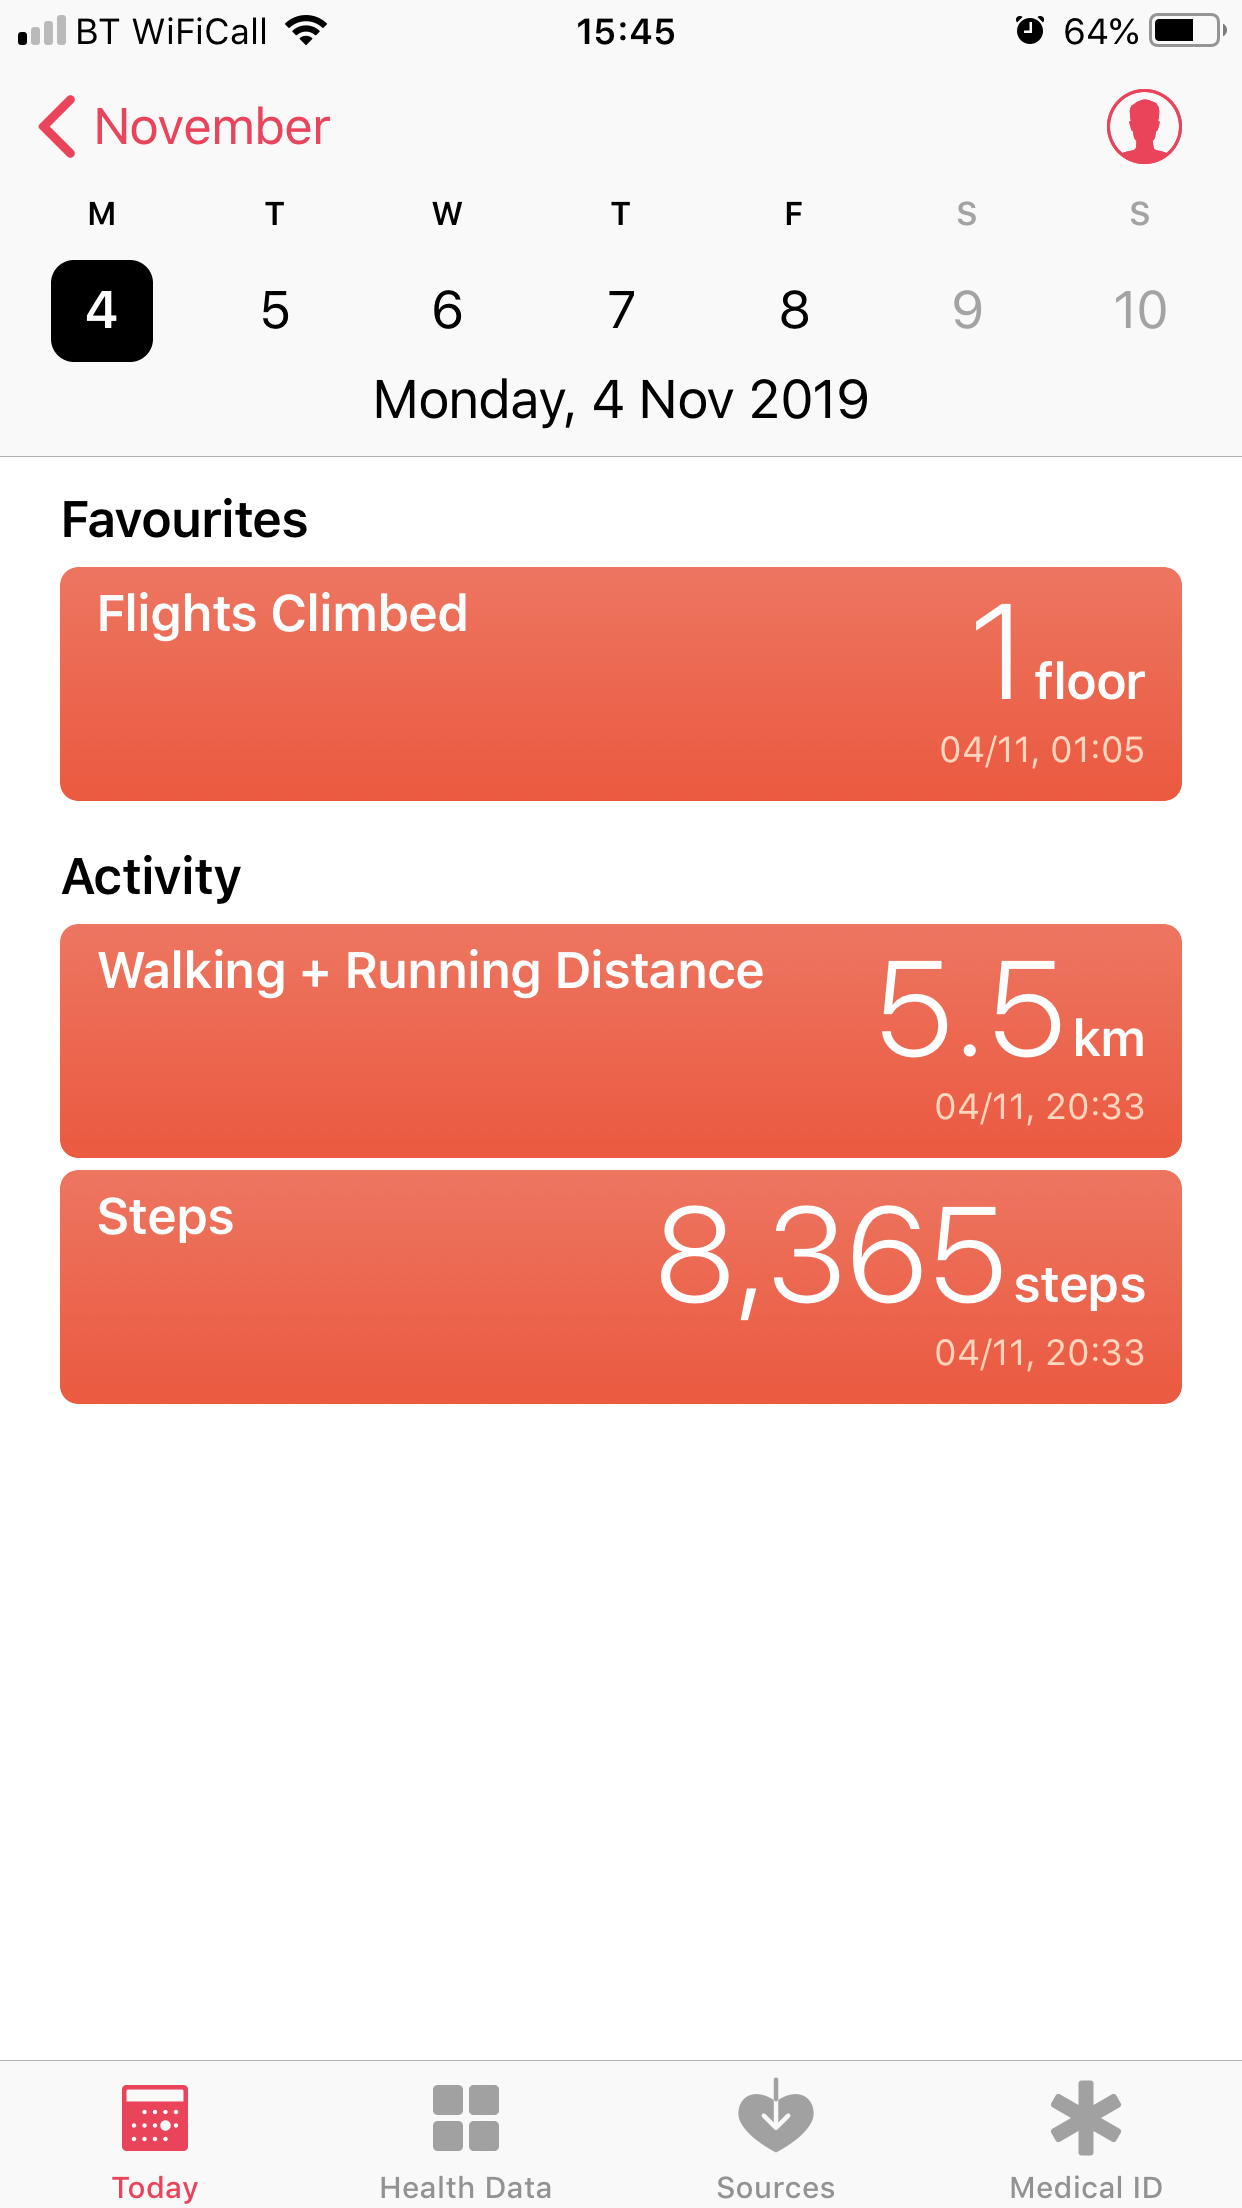 BT WiFiCall 15:45 64%
November
M T W T F S S
4 5 6 7 8 9 10
Monday, 4 Nov 2019
Favourites
Flights Climbed
1 floor
04/11, 01:05
Activity
Walking + Running Distance
5.5 km
04/11, 20:33
Steps
8,365 steps
04/11, 20:33
Today Health Data Sources Medical ID